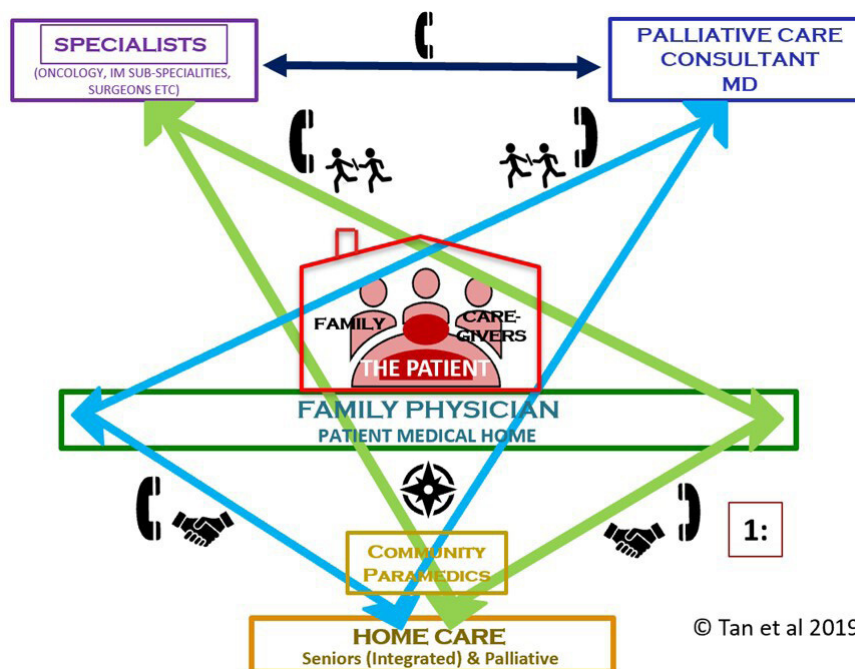 SPECIALISTS
(ONCOLOGY, IM SUB-SPECIALITIES,
SURGEONS ETC)
PALLIATIVE CARE
CONSULTANT
MD
FAMILY
CARE-
GIVERS
THE PATIENT
FAMILY PHYSICIAN
PATIENT MEDICAL HOME
1:
COMMUNITY
PARAMEDICS
HOME CARE
Seniors (Integrated) & Palliative
© Tan et al 2019